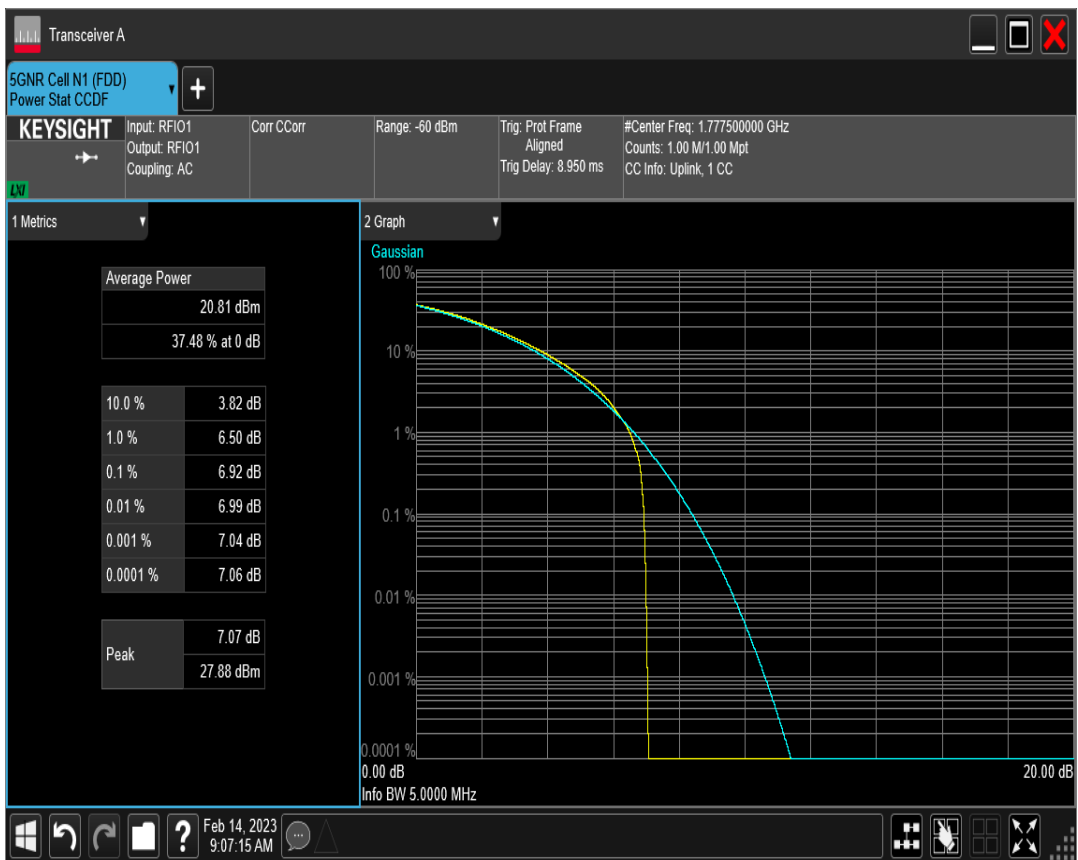 Transceiver A
5GNR Cell N1 (FDD)
Power Stat CCDF
+
KEYSIGHT
LXI
Input: RFIO1
Output: RFIO1
Coupling: AC
Corr CCorr
Range: -60 dBm
Trig: Prot Frame
Aligned
Trig Delay: 8.950 ms
#Center Freq: 1.777500000 GHz
Counts: 1.00 M/1.00 Mpt
CC Info: Uplink, 1 CC
1 Metrics
Average Power
20.81 dBm
37.48 % at 0 dB
10.0 % 3.82 dB
1.0 % 6.50 dB
0.1 % 6.92 dB
0.01 % 6.99 dB
0.001 % 7.04 dB
0.0001 % 7.06 dB
Peak
7.07 dB
27.88 dBm
2 Graph
Gaussian
100 %
10 %
1 %
0.1 %
0.01 %
0.001 %
0.0001 %
0.00 dB 20.00 dB
Info BW 5.0000 MHz
?
Feb 14, 2023
9:07:15 AM